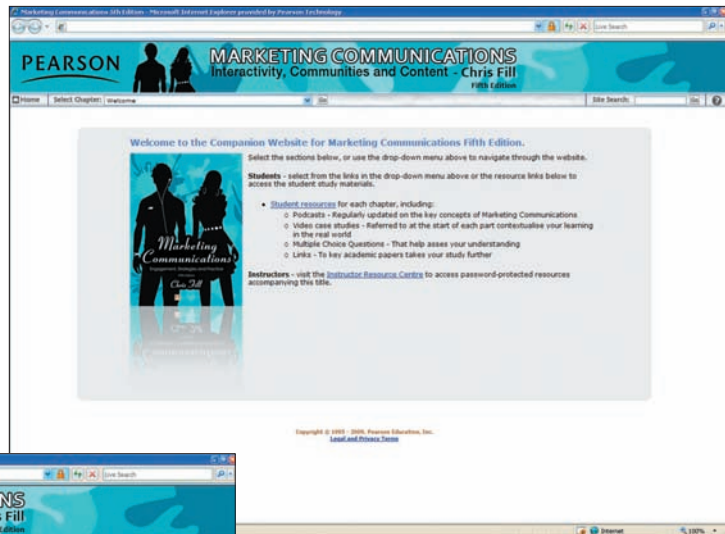 Marketing Communications 5th Edition - Microsoft Internet Explorer provided by Pearson Technology
Live Search
PEARSON
MARKETING COMMUNICATIONS
Interactivity, Communities and Content - Chris Fill
Fifth Edition
Home
Select Chapter:
Welcome
Go
Site Search:
Go
Welcome to the Companion Website for Marketing Communications Fifth Edition.
Select the sections below, or use the drop-down menu above to navigate through the website.
Students - select from the links in the drop-down menu above or the resource links below to
access the student study materials.
Student resources for each chapter, including:
Podcasts - Regularly updated on the key concepts of Marketing Communications
Video case studies - Referred to at the start of each part contextualise your learning
in the real world
Multiple Choice Questions - That help asses your understanding
Links - To key academic papers takes your study further
Instructors - visit the Instructor Resource Centre to access password-protected resources
accompanying this title.
Marketing
Communications
Chris Fill
Copyright © 1995 - 2009, Pearson Education, Inc.
Legal and Privacy Terms
Live Search
NS
s Fill
Edition
Internet
100%